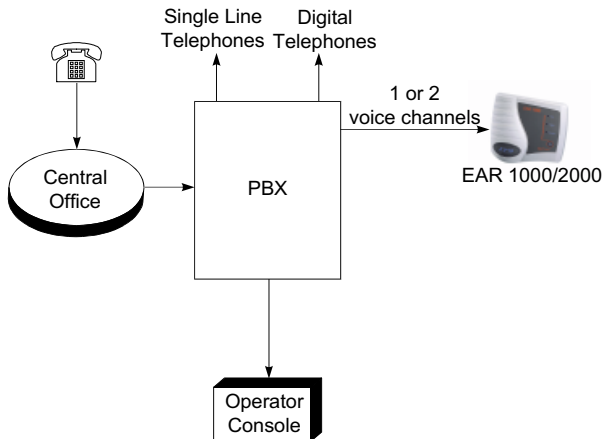 Single Line
Telephones
Digital
Telephones
1 or 2
voice channels
Central
Office
PBX
EAR 1000/2000
Operator
Console